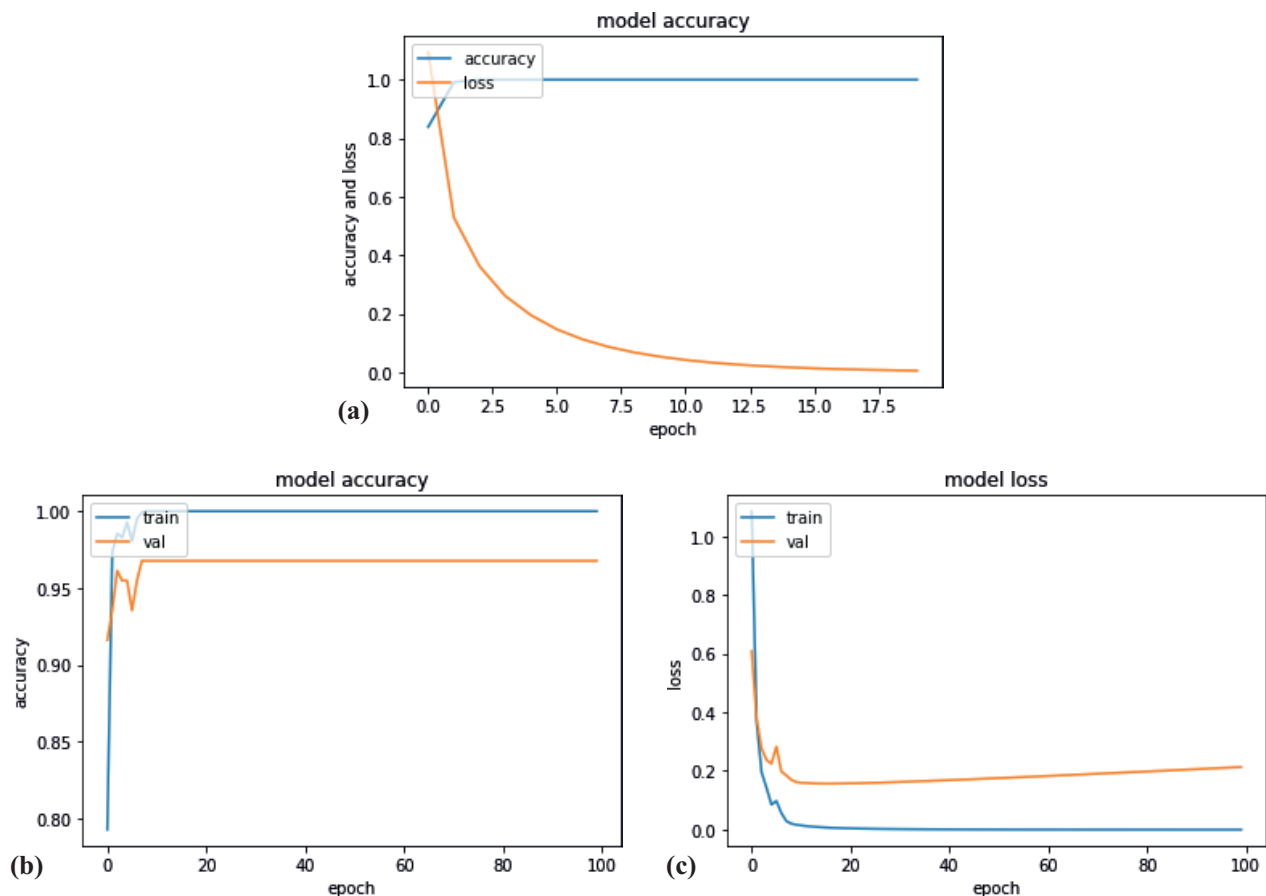 model accuracy
accuracy
loss
1.0
0.8
0.6
0.4
0.2
0.0
accuracy and loss
0.0 2.5 5.0 7.5 10.0 12.5 15.0 17.5
epoch
(a)
model accuracy
train
val
1.00
0.95
0.90
0.85
0.80
accuracy
0 20 40 60 80 100
epoch
(b)
model loss
train
val
1.0
0.8
0.6
0.4
0.2
0.0
loss
0 20 40 60 80 100
epoch
(c)